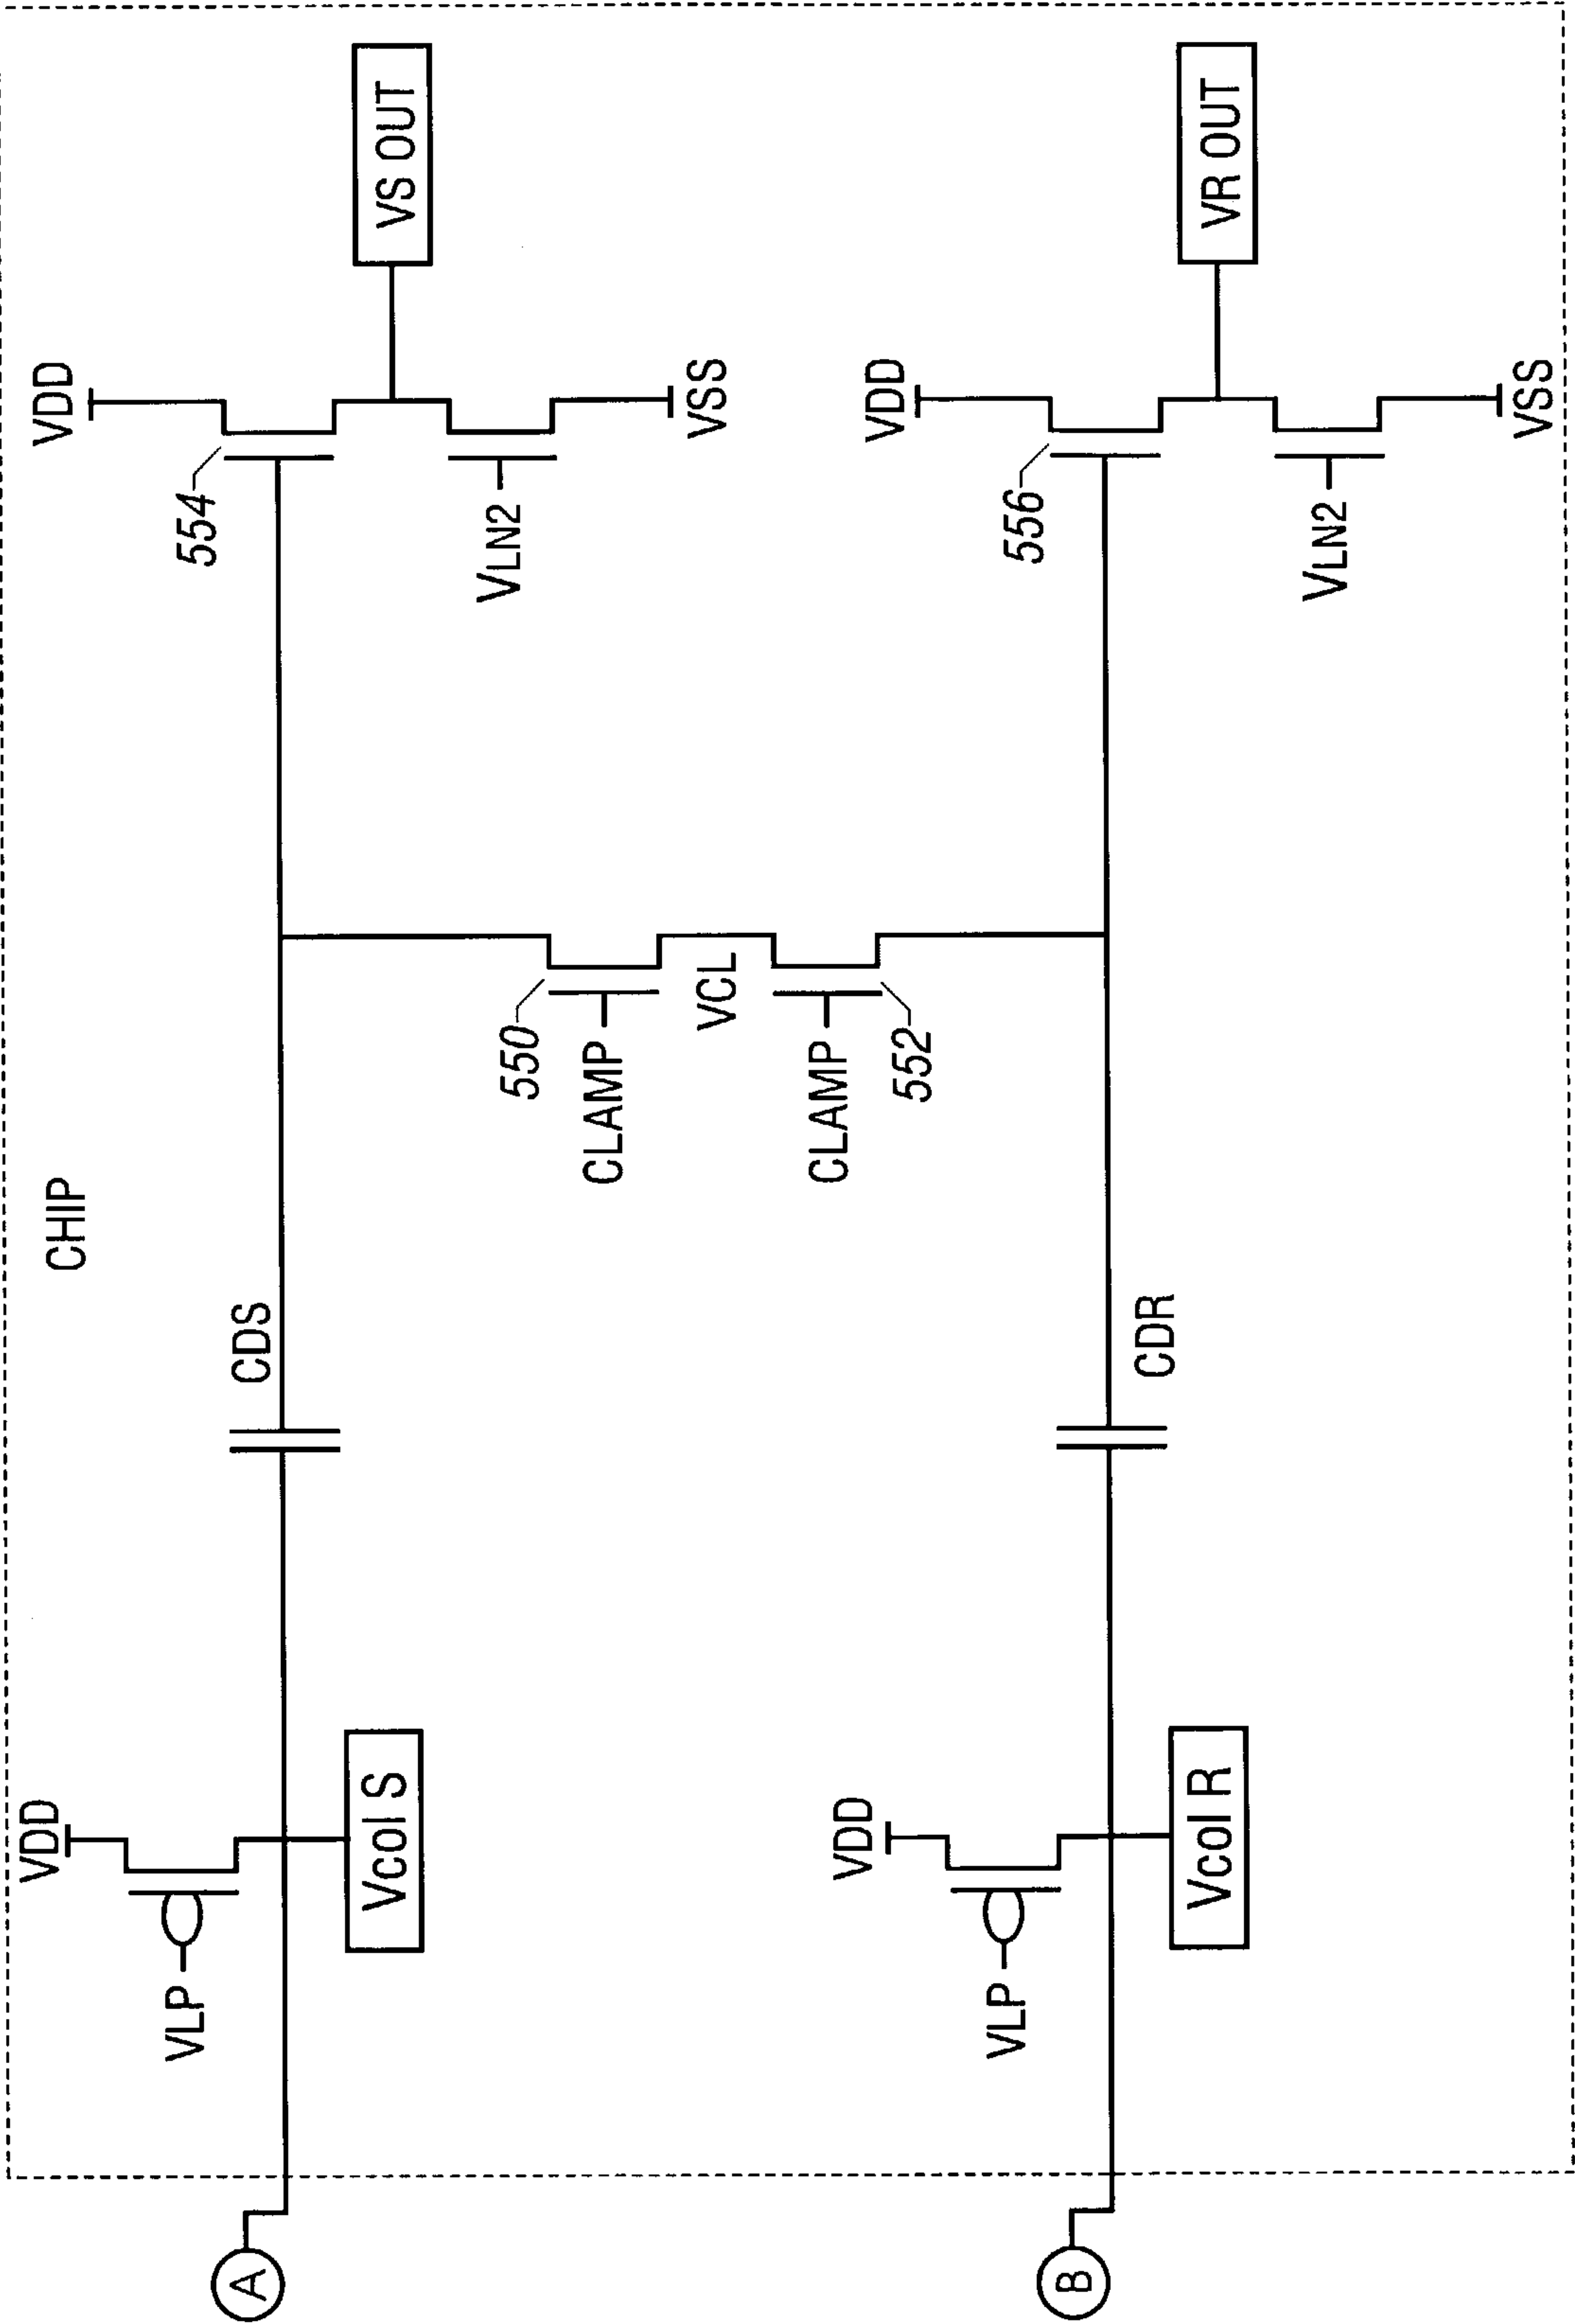 CHIP
VDD
VLP
Vcol S
A
CDS
VDD
554
VS OUT
VLN2
VSS
550
CLAMP
VCL
CLAMP
552
VDD
VLP
Vcol R
B
CDR
VDD
556
VR OUT
VLN2
VSS